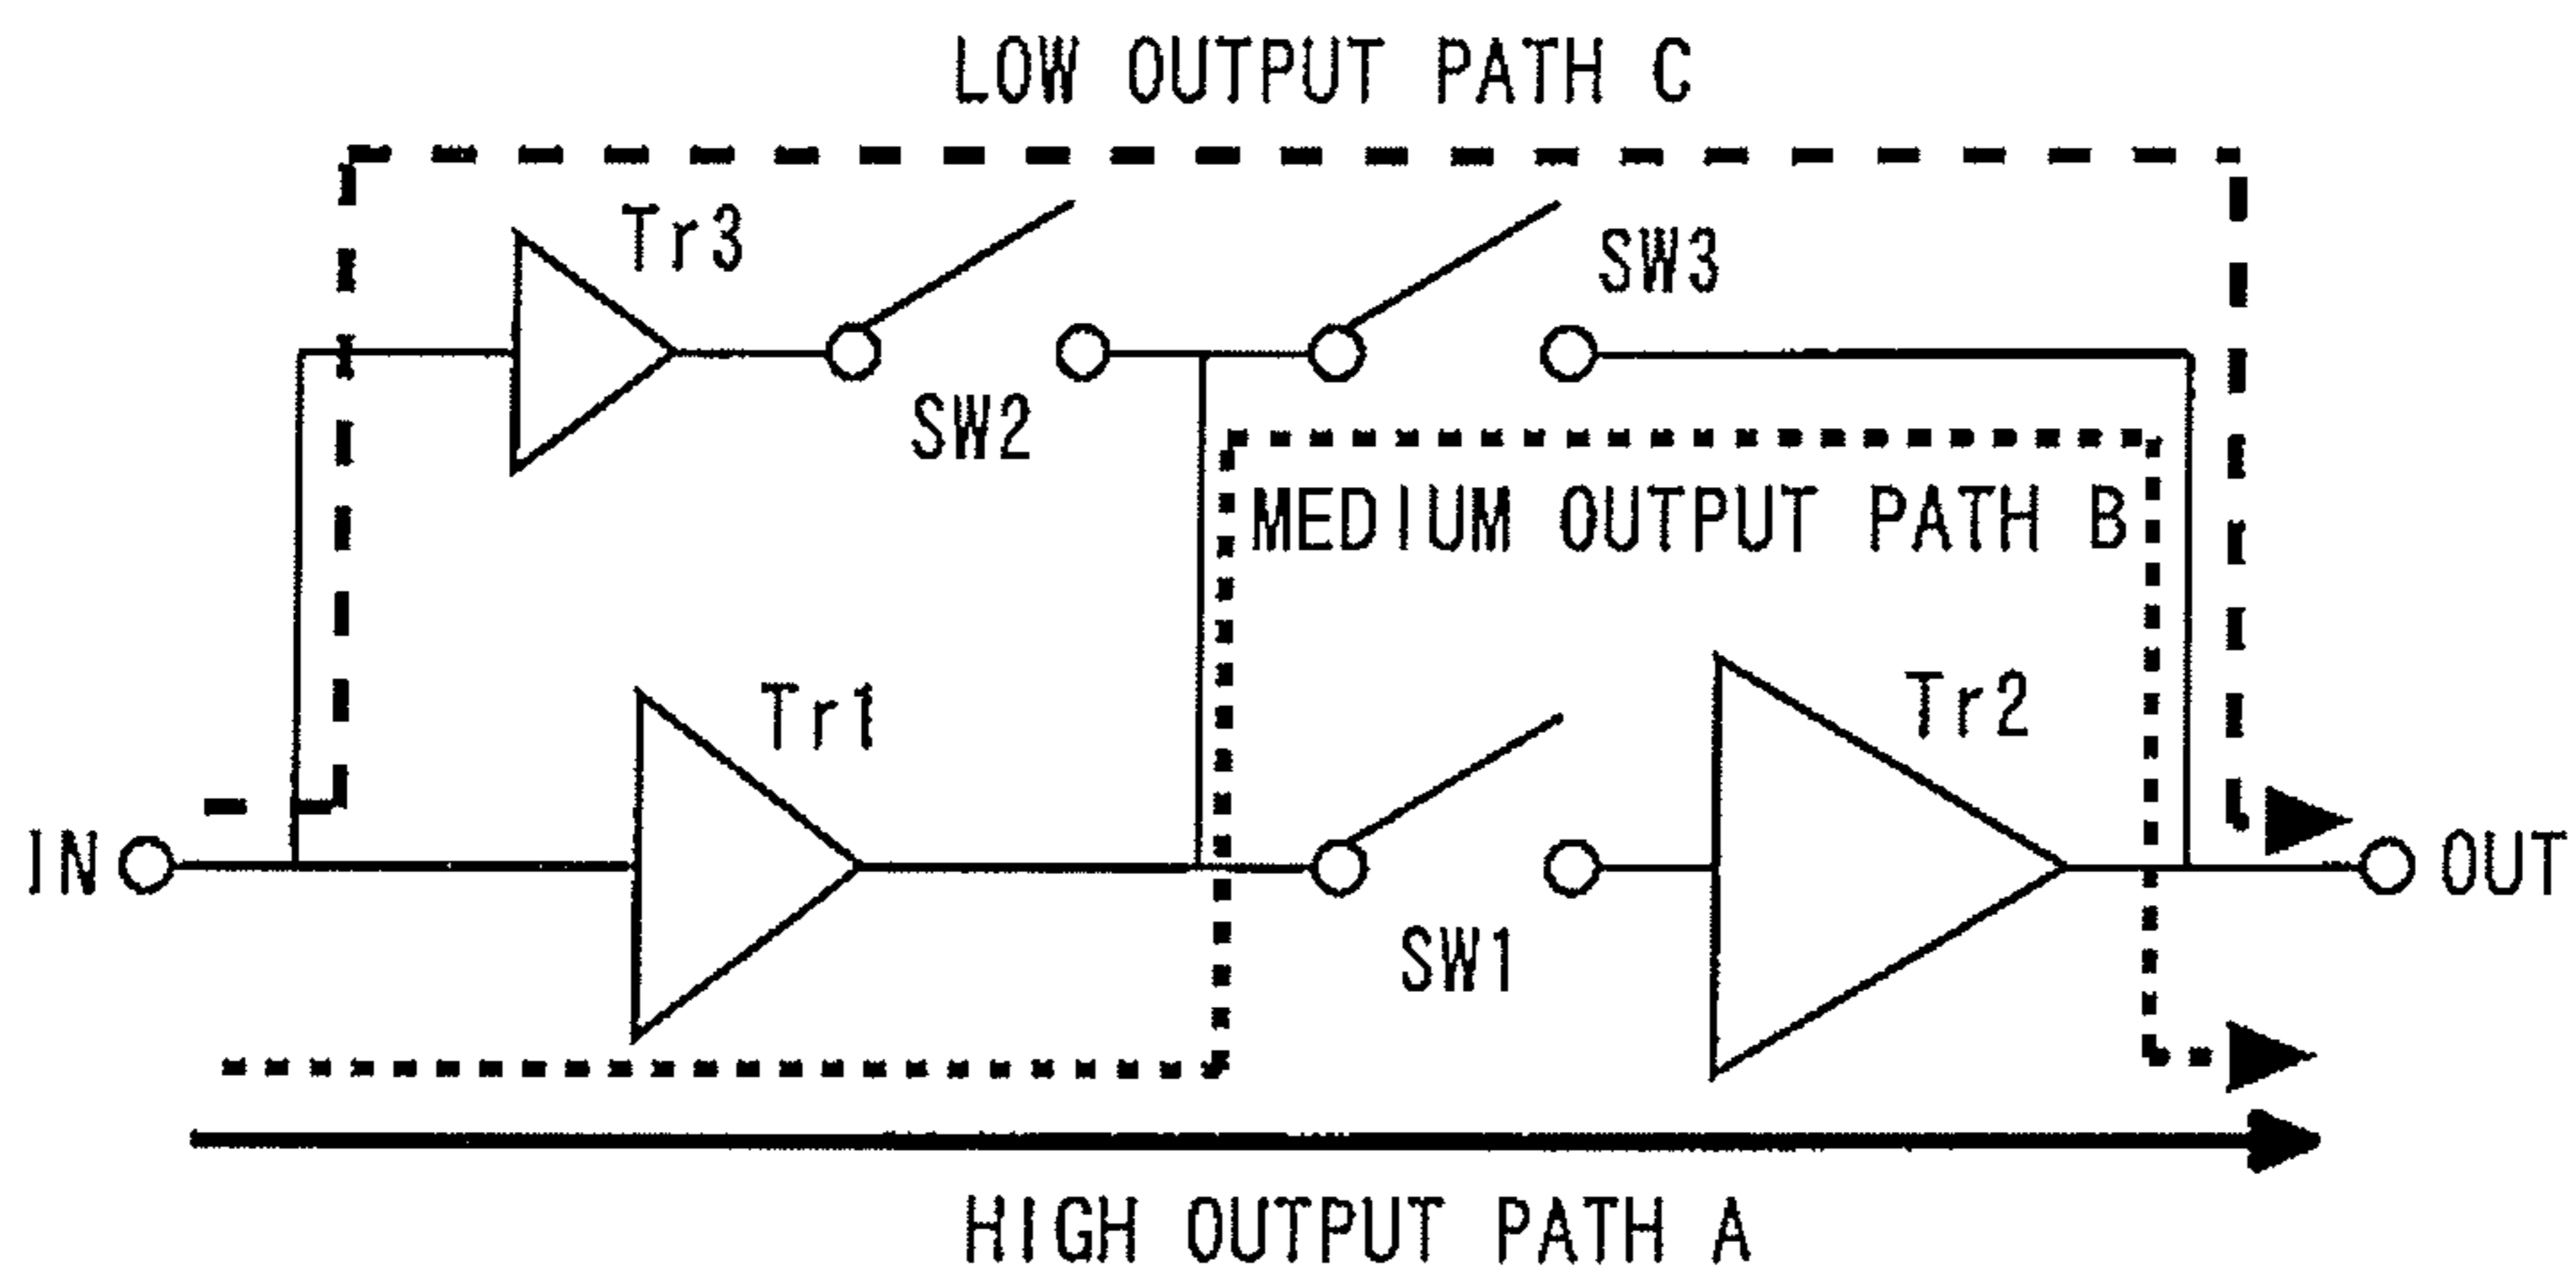 LOW OUTPUT PATH C
Tr3
SW3
SW2
MEDIUM OUTPUT PATH B
Tr1
Tr2
IN
OUT
SW1
HIGH OUTPUT PATH A